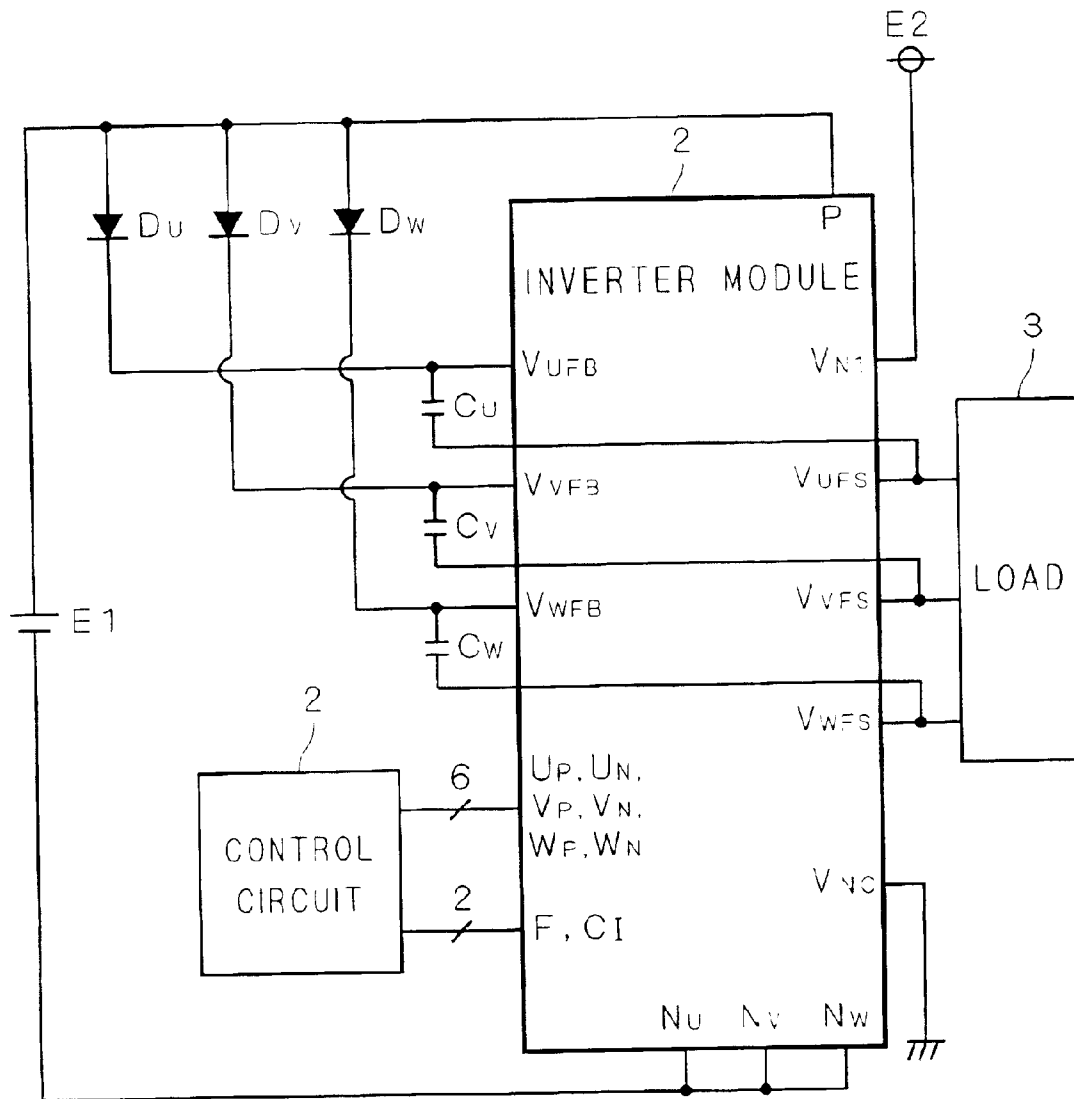 E2
2
P
DU
DV
DW
INVERTER MODULE
VUFB
VN1
3
CU
VVFB
VUFS
CV
LOAD
E1
VWFB
VVFS
CW
VWFS
2
6
UP, UN,
VP, VN,
WP, WN
CONTROL
CIRCUIT
VNC
2
F, CI
NU
NV
NW